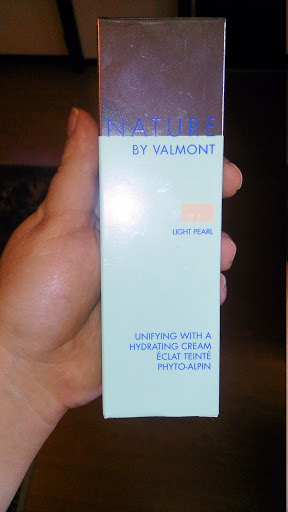 NATURE
BY VALMONT
LIGHT PEARL
UNIFYING WITH A
HYDRATING CREAM
ÉCLAT TEINTÉ
PHYTO-ALPIN